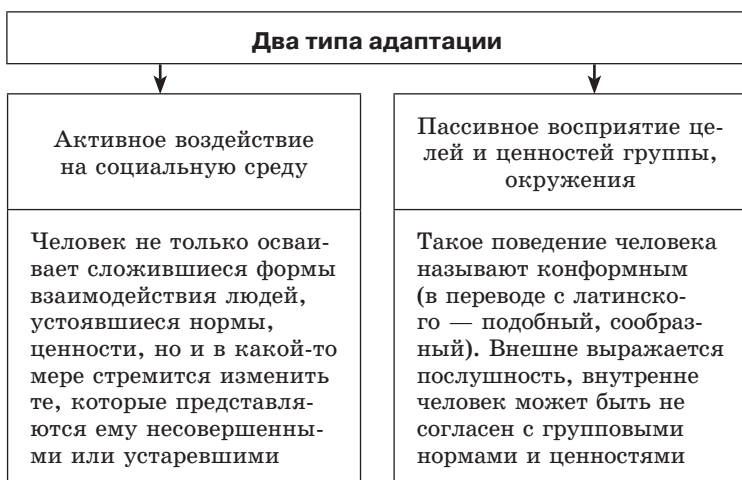 Два типа адаптации
Активное воздействие
на социальную среду
Человек не только осваи-
вает сложившиеся формы
взаимодействия людей,
устоявшиеся нормы,
ценности, но и в какой-то
мере стремится изменить
те, которые представля-
ются ему несовершенны-
ми или устаревшими
Пассивное восприятие це-
лей и ценностей группы,
окружения
Такое поведение человека
называют конформным
(в переводе с латинско-
го — подобный, сообраз-
ный). Внешне выражается
послушность, внутренне
человек может быть не
согласен с групповыми
нормами и ценностями